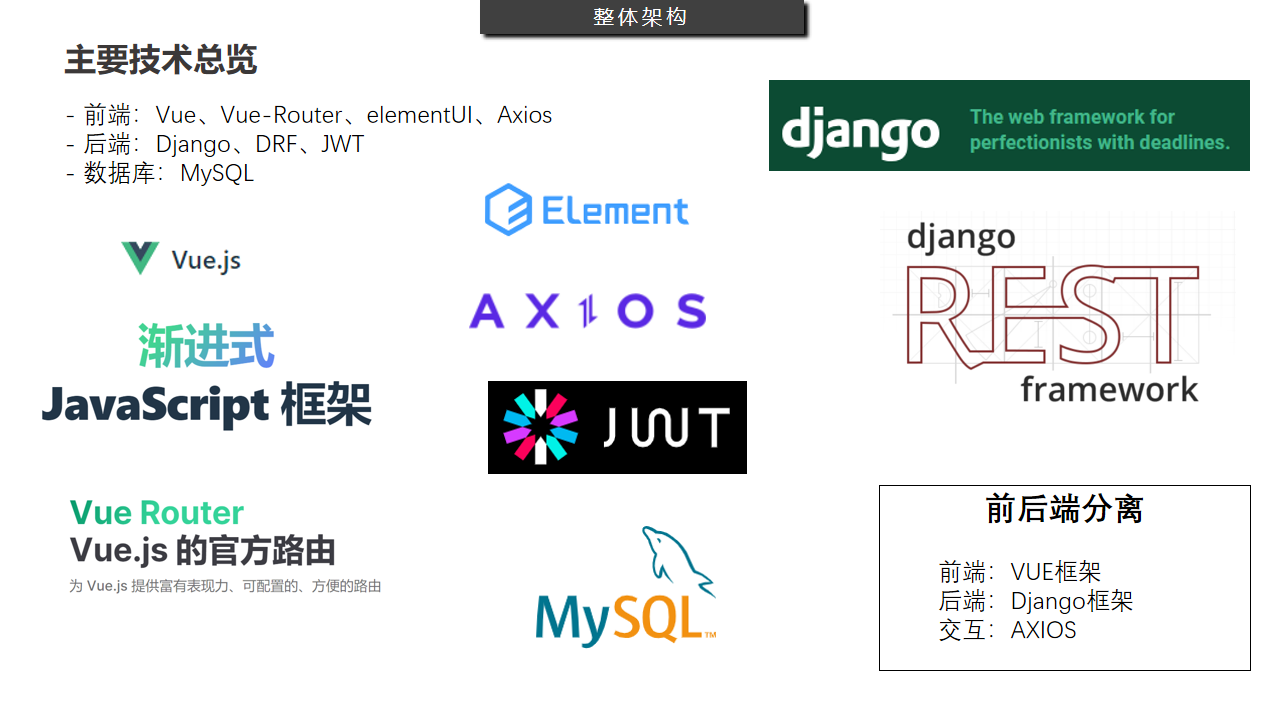 整体架构
主要技术总览
- 前端：Vue、Vue-Router、elementUI、Axios
- 后端：Django、DRF、JWT
- 数据库：MySQL
django
The web framework for
perfectionists with deadlines.
Element
Vue.js
AXIOS
django
REST
framework
渐进式
JavaScript 框架
JWT
Vue Router
Vue.js 的官方路由
为 Vue.js 提供富有表现力、可配置的、方便的路由
MySQL™
前后端分离
前端：VUE框架
后端：Django框架
交互：AXIOS